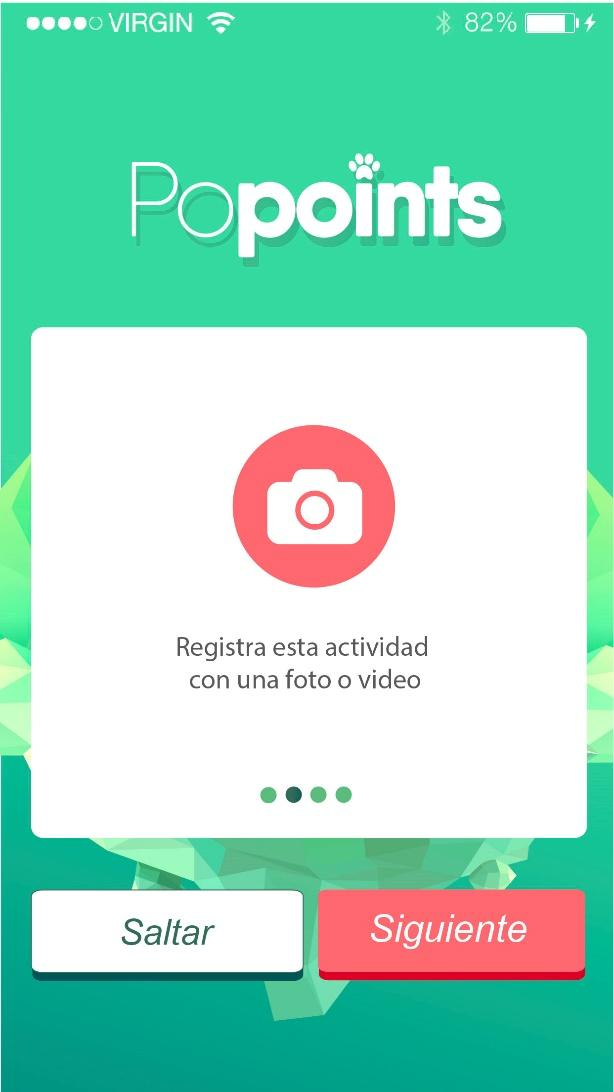 VIRGIN 82%
Popoints
Registra esta actividad
con una foto o video
Saltar
Siguiente